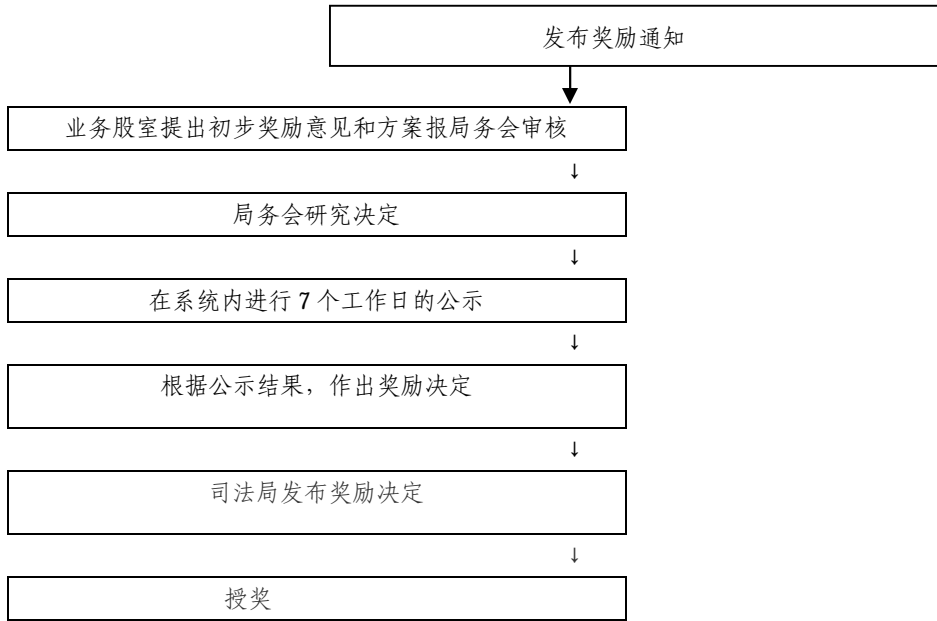 发布奖励通知
业务股室提出初步奖励意见和方案报局务会审核
↓
局务会研究决定
↓
在系统内进行 7 个工作日的公示
↓
根据公示结果，作出奖励决定
↓
司法局发布奖励决定
↓
授奖